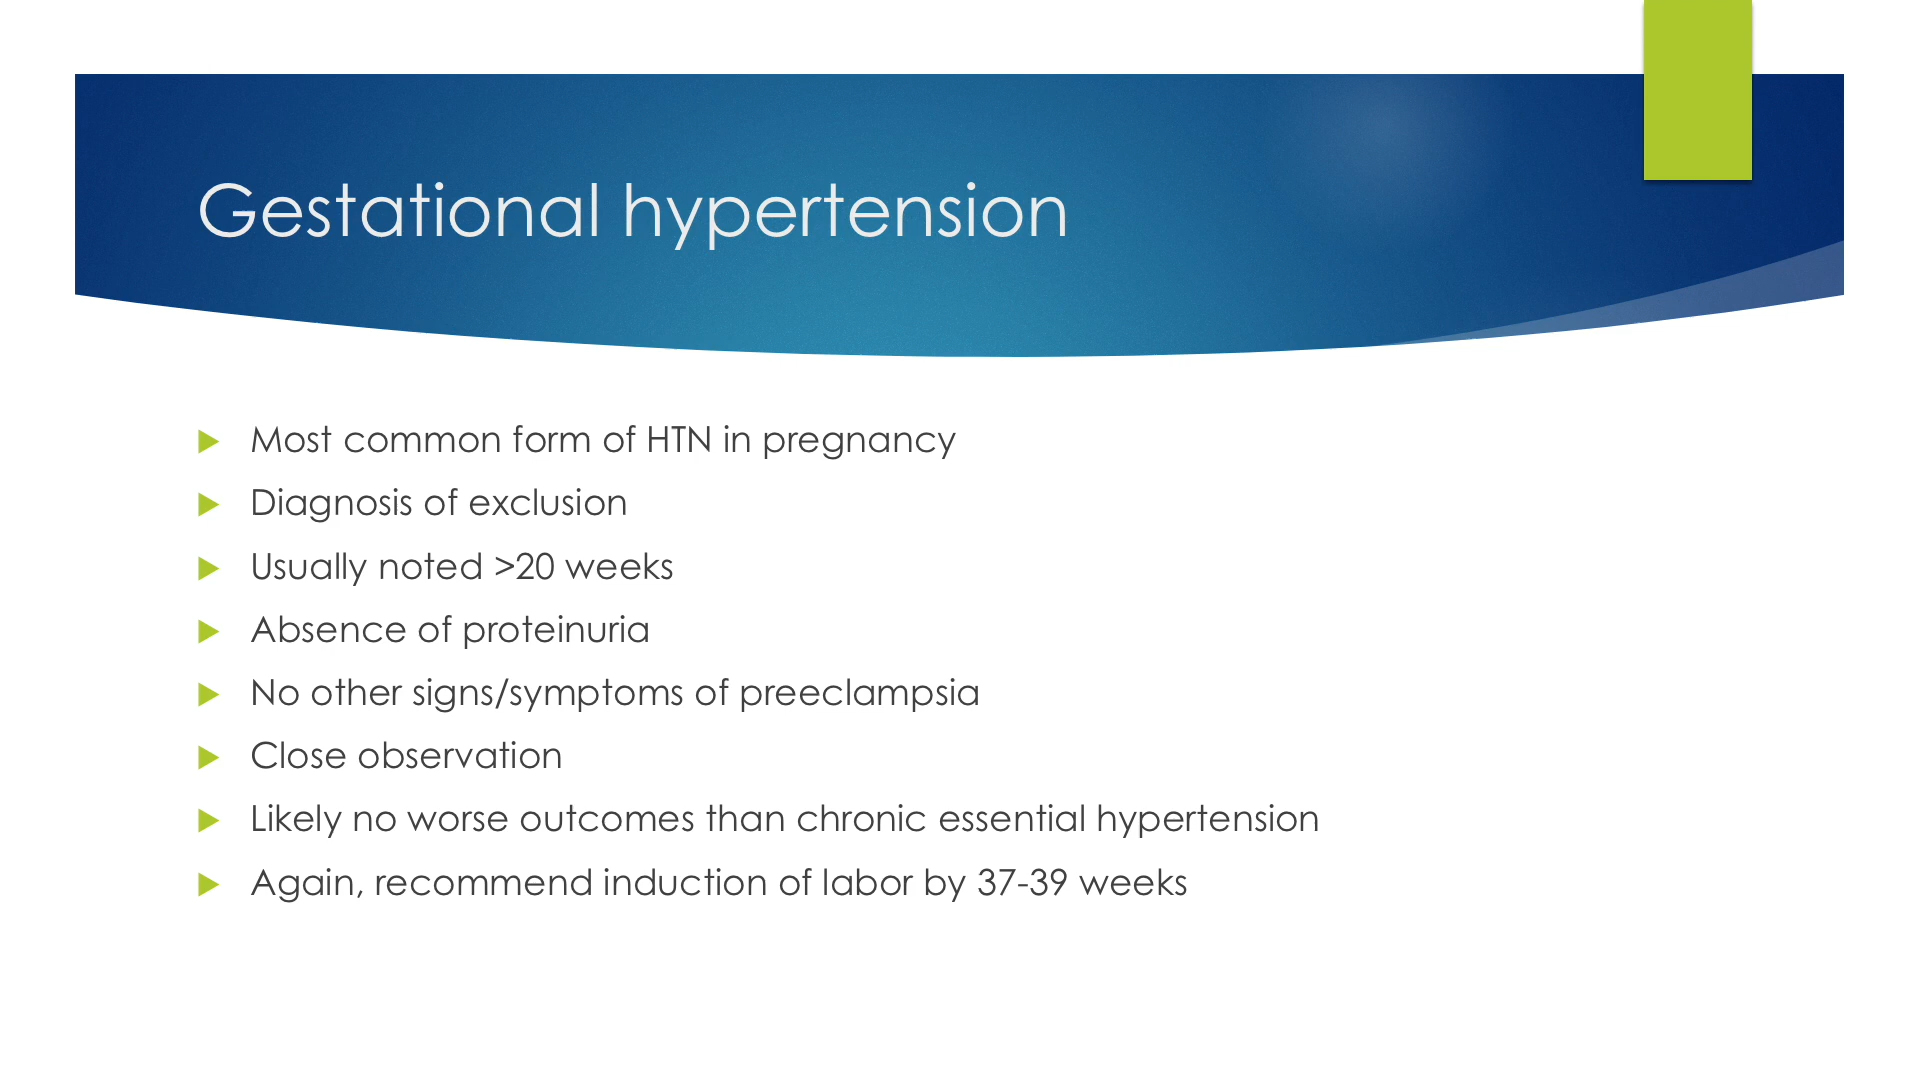 Gestational hypertension
Most common form of HTN in pregnancy
Diagnosis of exclusion
Usually noted >20 weeks
Absence of proteinuria
No other signs/symptoms of preeclampsia
Close observation
Likely no worse outcomes than chronic essential hypertension
Again, recommend induction of labor by 37-39 weeks